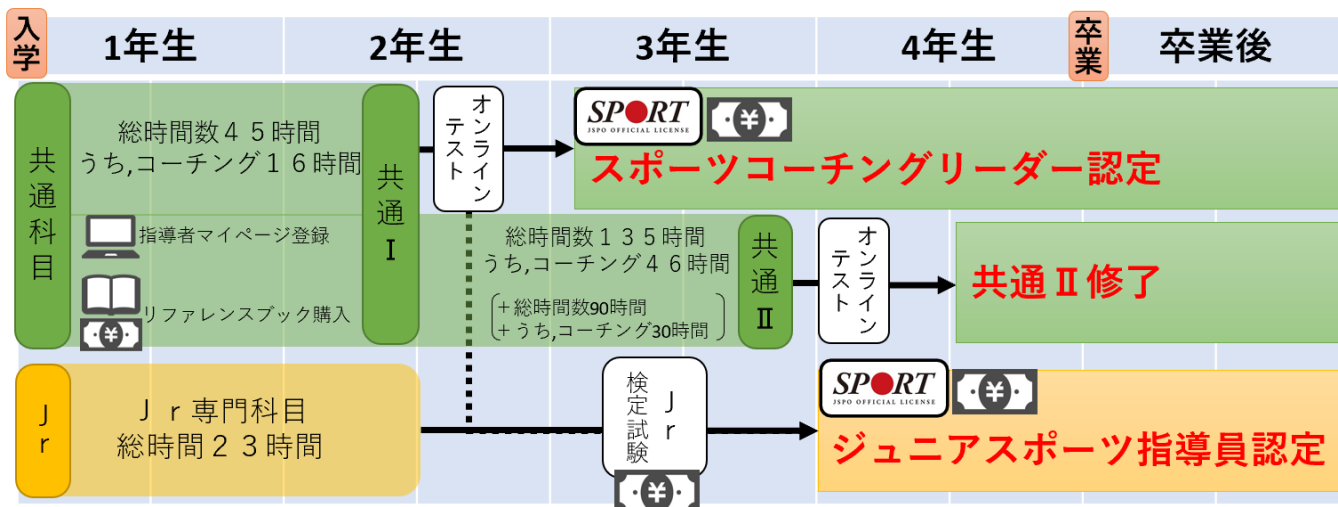 入学
1年生
2年生
3年生
4年生
卒業
卒業後
共通科目
総時間数４５時間
うち,コーチング１６時間
共通Ⅰ
オンライン
テスト
SPORT
JSPO OFFICIAL LICENSE
¥
スポーツコーチングリーダー認定
指導者マイページ登録
リファレンスブック購入
¥
総時間数１３５時間
うち,コーチング４６時間
＋総時間数90時間
＋うち,コーチング30時間
共通Ⅱ
オンライン
テスト
共通Ⅱ修了
Ｊｒ
Ｊｒ専門科目
総時間２３時間
Ｊｒ
検定試験
¥
SPORT
JSPO OFFICIAL LICENSE
¥
ジュニアスポーツ指導員認定